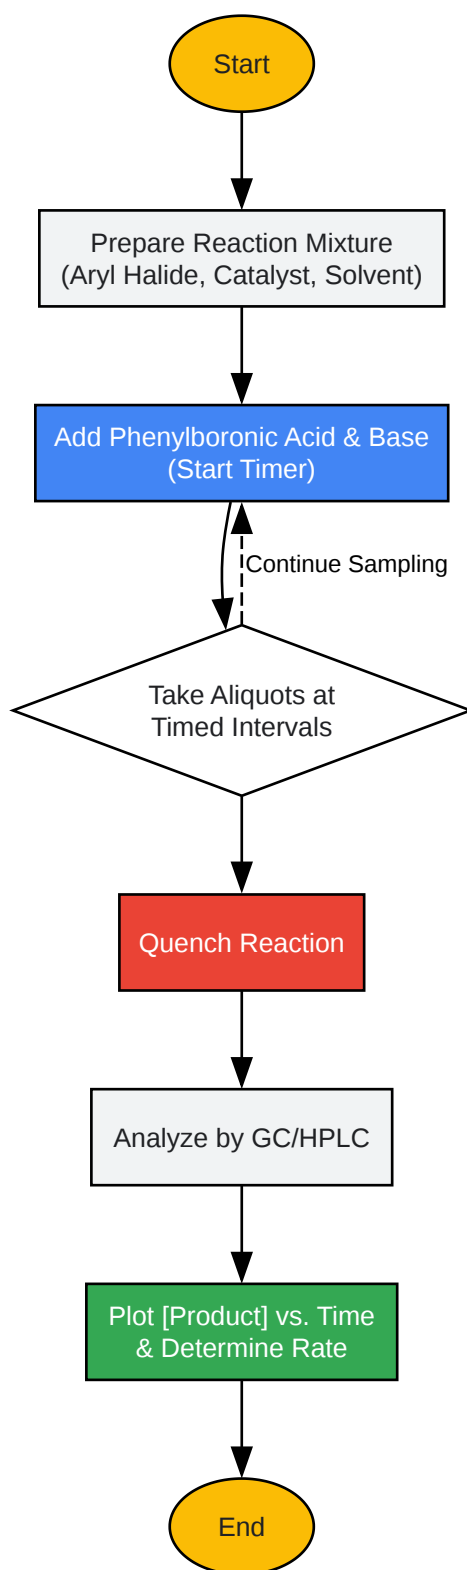 Start
Prepare Reaction Mixture
(Aryl Halide, Catalyst, Solvent)
Add Phenylboronic Acid & Base
(Start Timer)
Continue Sampling
Take Aliquots at
Timed Intervals
Quench Reaction
Analyze by GC/HPLC
Plot [Product] vs. Time
& Determine Rate
End